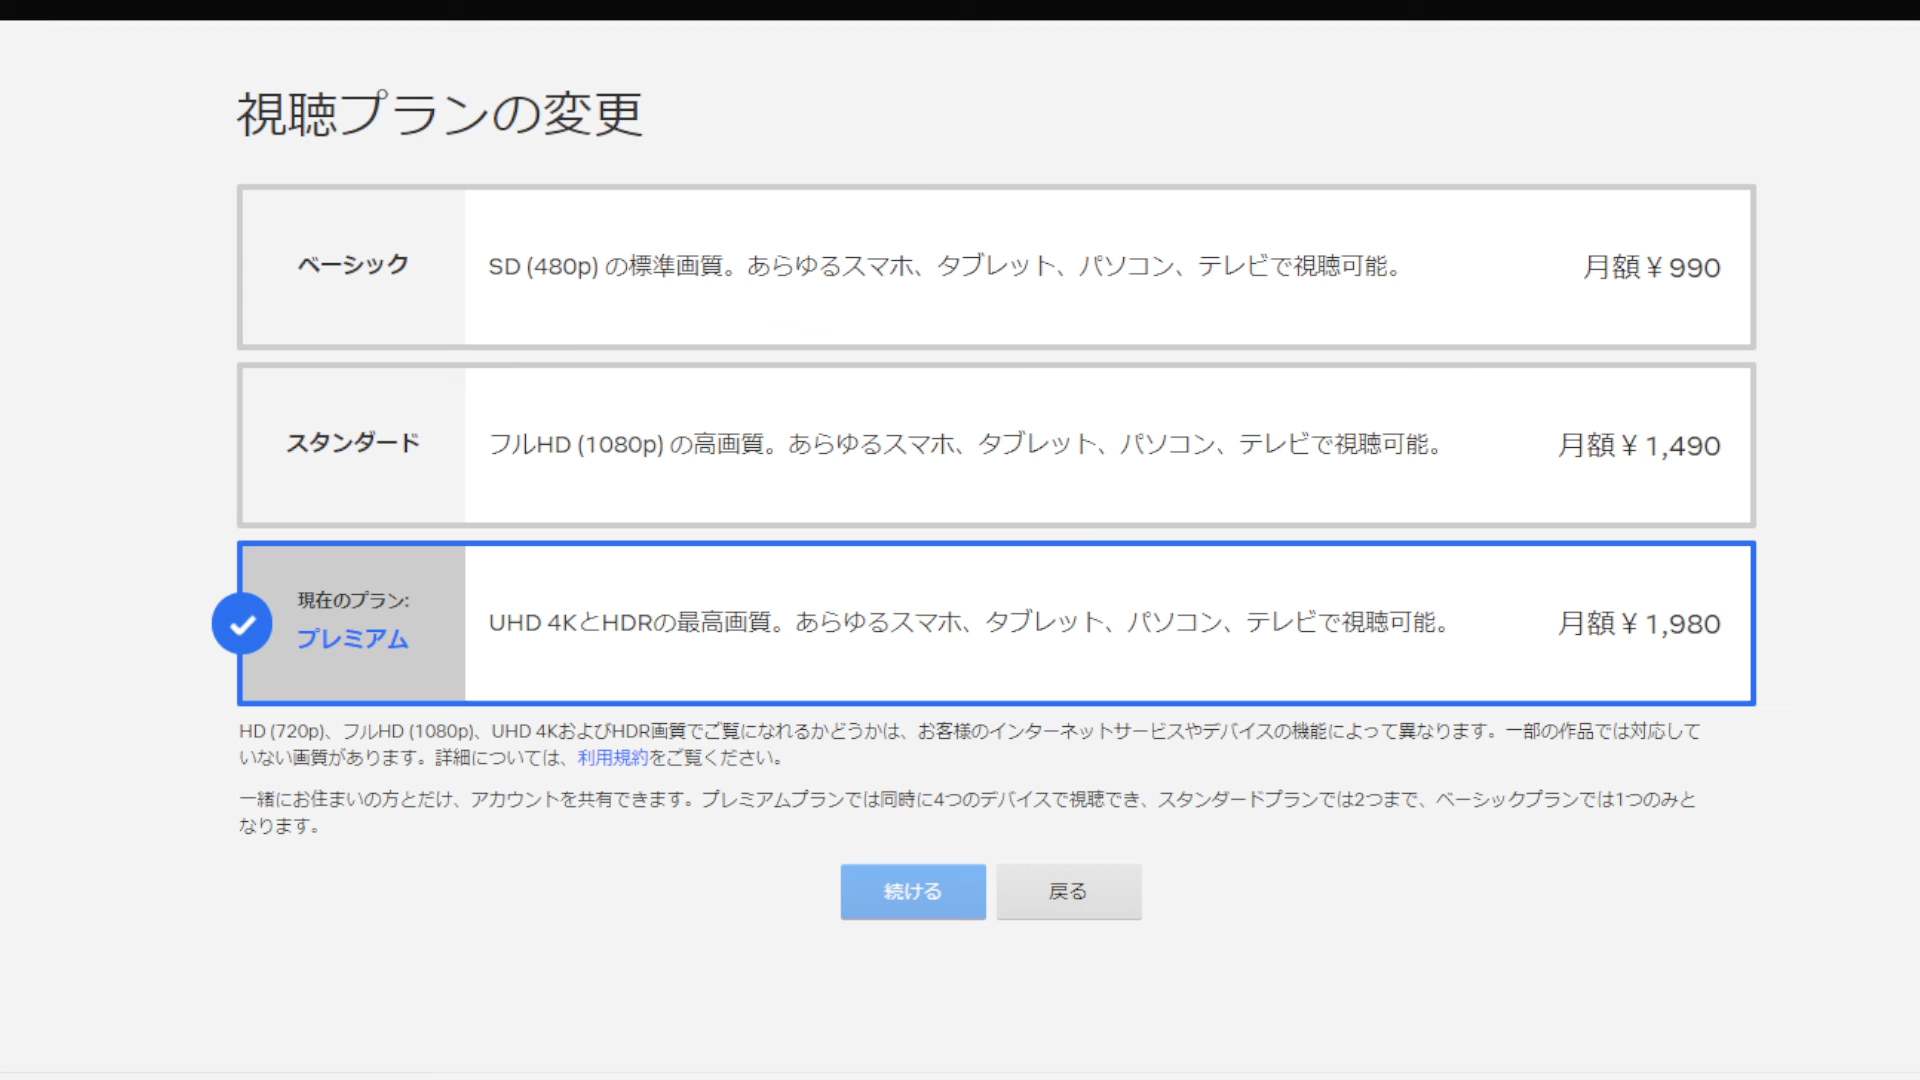 視聴プランの変更
ベーシック
SD (480p) の標準画質。あらゆるスマホ、タブレット、パソコン、テレビで視聴可能。
月額¥990
スタンダード
フルHD (1080p) の高画質。あらゆるスマホ、タブレット、パソコン、テレビで視聴可能。
月額¥1,490
現在のプラン:
プレミアム
UHD 4KとHDRの最高画質。あらゆるスマホ、タブレット、パソコン、テレビで視聴可能。
月額¥1,980
HD (720p)、フルHD (1080p)、UHD 4KおよびHDR画質でご覧になれるかどうかは、お客様のインターネットサービスやデバイスの機能によって異なります。一部の作品では対応して
いない画質があります。詳細については、利用規約をご覧ください。
一緒にお住まいの方とだけ、アカウントを共有できます。プレミアムプランでは同時に4つのデバイスで視聴でき、スタンダードプランでは2つまで、ベーシックプランでは1つのみと
なります。
続ける
戻る